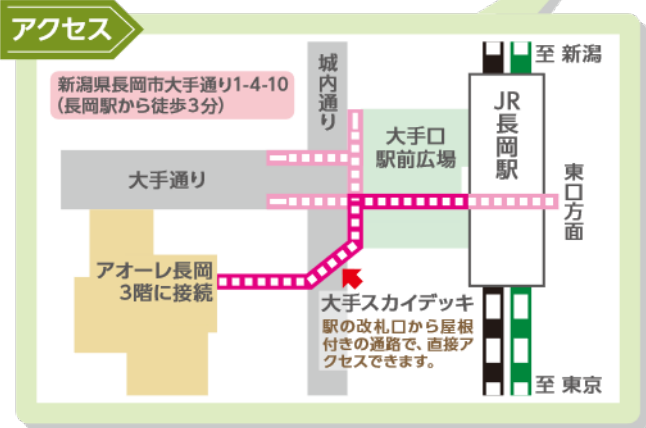 アクセス
新潟県長岡市大手通り1-4-10
（長岡駅から徒歩3分）
城内通り
至 新潟
JR長岡駅
大手口
駅前広場
大手通り
東口方面
アオーレ長岡
3階に接続
大手スカイデッキ
駅の改札口から屋根
付きの通路で、直接ア
クセスできます。
至 東京